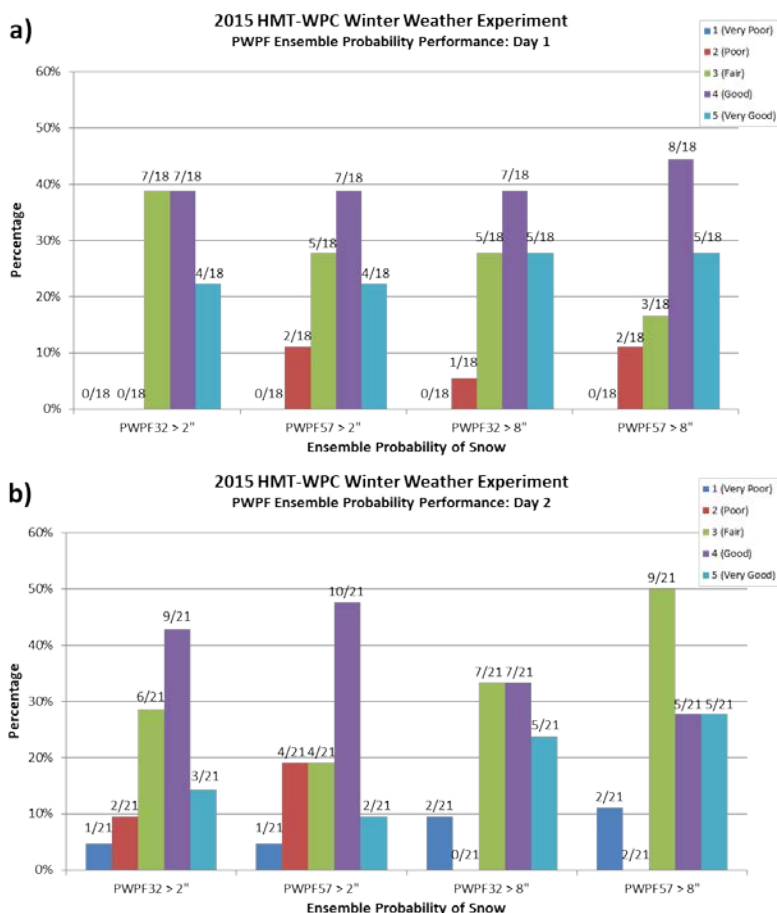 a)
2015 HMT-WPC Winter Weather Experiment
PWPF Ensemble Probability Performance: Day 1
1 (Very Poor)
2 (Poor)
3 (Fair)
4 (Good)
5 (Very Good)
Percentage
60%
50%
40%
30%
20%
10%
0%
0/18 0/18 7/18 7/18 4/18
0/18 2/18 5/18 7/18 4/18
0/18 1/18 5/18 7/18 5/18
0/18 2/18 3/18 8/18 5/18
PWPF32 > 2" PWPF57 > 2" PWPF32 > 8" PWPF57 > 8"
Ensemble Probability of Snow
b)
2015 HMT-WPC Winter Weather Experiment
PWPF Ensemble Probability Performance: Day 2
1 (Very Poor)
2 (Poor)
3 (Fair)
4 (Good)
5 (Very Good)
Percentage
60%
50%
40%
30%
20%
10%
0%
1/21 2/21 6/21 9/21 3/21
1/21 4/21 4/21 10/21 2/21
2/21 0/21 7/21 7/21 5/21
2/21 2/21 9/21 5/21 5/21
PWPF32 > 2" PWPF57 > 2" PWPF32 > 8" PWPF57 > 8"
Ensemble Probability of Snow